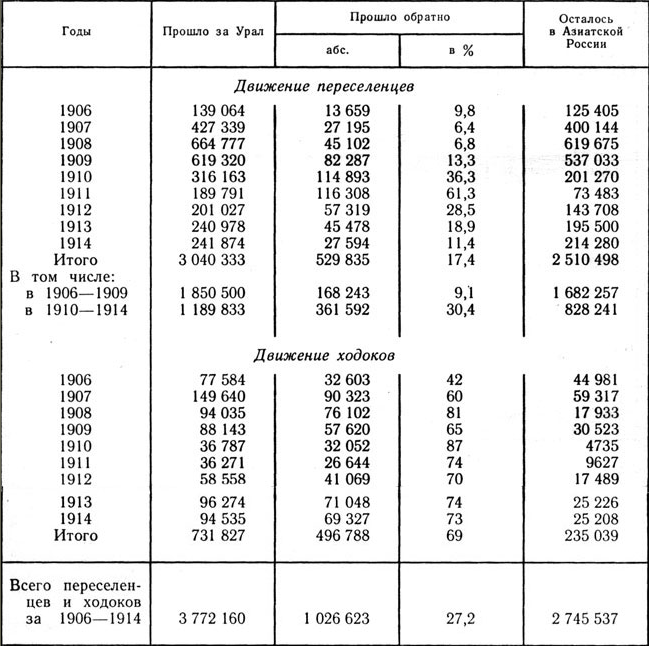 Годы Прошло за Урал Прошло обратно Осталось
в Азиатской
России
абс. в %
Движение переселенцев
1906 139 064 13 659 9,8 125 405
1907 427 339 27 195 6,4 400 144
1908 664 777 45 102 6,8 619 675
1909 619 320 82 287 13,3 537 033
1910 316 163 114 893 36,3 201 270
1911 189 791 116 308 61,3 73 483
1912 201 027 57 319 28,5 143 708
1913 240 978 45 478 18,9 195 500
1914 241 874 27 594 11,4 214 280
Итого 3 040 333 529 835 17,4 2 510 498
В том числе:
в 1906—1909 1 850 500 168 243 9,1 1 682 257
в 1910—1914 1 189 833 361 592 30,4 828 241
Движение ходоков
1906 77 584 32 603 42 44 981
1907 149 640 90 323 60 59 317
1908 94 035 76 102 81 17 933
1909 88 143 57 620 65 30 523
1910 36 787 32 052 87 4735
1911 36 271 26 644 74 9627
1912 58 558 41 069 70 17 489
1913 96 274 71 048 74 25 226
1914 94 535 69 327 73 25 208
Итого 731 827 496 788 69 235 039
Всего переселен-
цев и ходоков
за 1906—1914 3 772 160 1 026 623 27,2 2 745 537